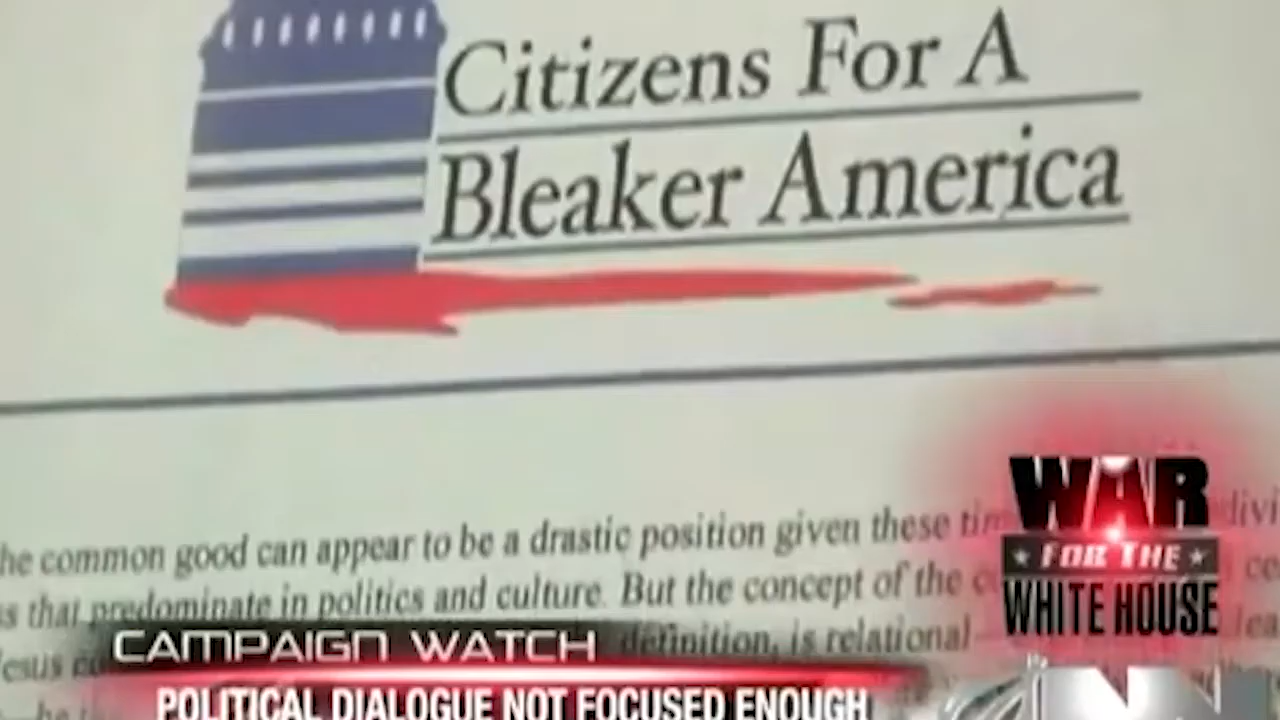 Citizens For A
Bleaker America
he common good can appear to be a drastic position given these
s that predominate in politics and culture. But the concept of the
definition, is relational
WAR
FOR THE
WHITE HOUSE
CAMPAIGN WATCH
POLITICAL DIALOGUE NOT FOCUSED ENOUGH